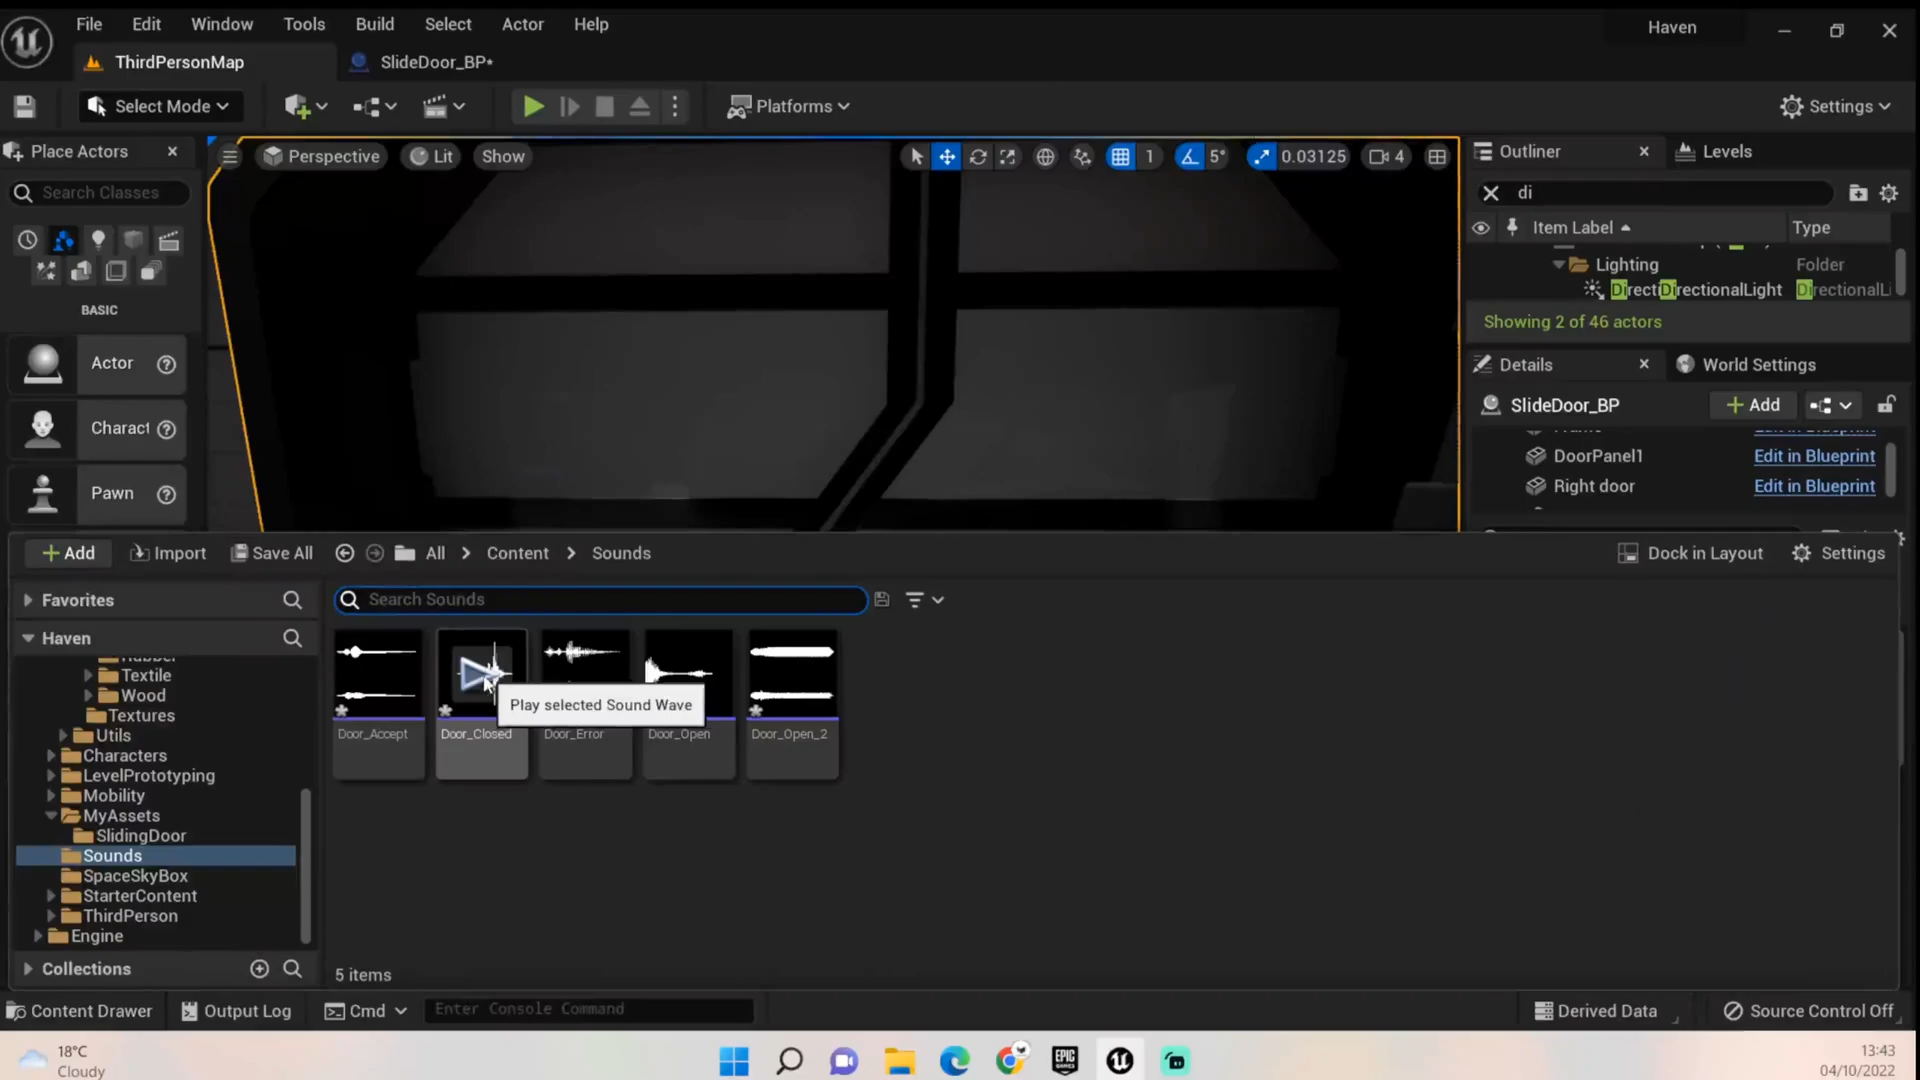 File Edit Window Tools Build Select Actor Help
Haven
ThirdPersonMap
SlideDoor_BP*
Select Mode
Platforms
Settings
Place Actors
Search Classes
BASIC
Actor
Charact
Pawn
Perspective
Lit
Show
1
5°
0.03125
4
Outliner
Levels
di
Item Label
Type
Lighting
Folder
DirectiDirectionalLight
DirectionalLi
Showing 2 of 46 actors
Details
World Settings
SlideDoor_BP
Add
Edit in Blueprint
DoorPanel1
Edit in Blueprint
Right door
Edit in Blueprint
Add
Import
Save All
All
Content
Sounds
Dock in Layout
Settings
Favorites
Haven
Textile
Wood
Textures
Utils
Characters
LevelPrototyping
Mobility
MyAssets
SlidingDoor
Sounds
SpaceSkyBox
StarterContent
ThirdPerson
Engine
Collections
Search Sounds
Play selected Sound Wave
Door_Accept
Door_Closed
Door_Error
Door_Open
Door_Open_2
5 items
Content Drawer
Output Log
Cmd
Enter Console Command
Derived Data
Source Control Off
18°C
Cloudy
EPIC
GAMES
13:43
04/10/2022